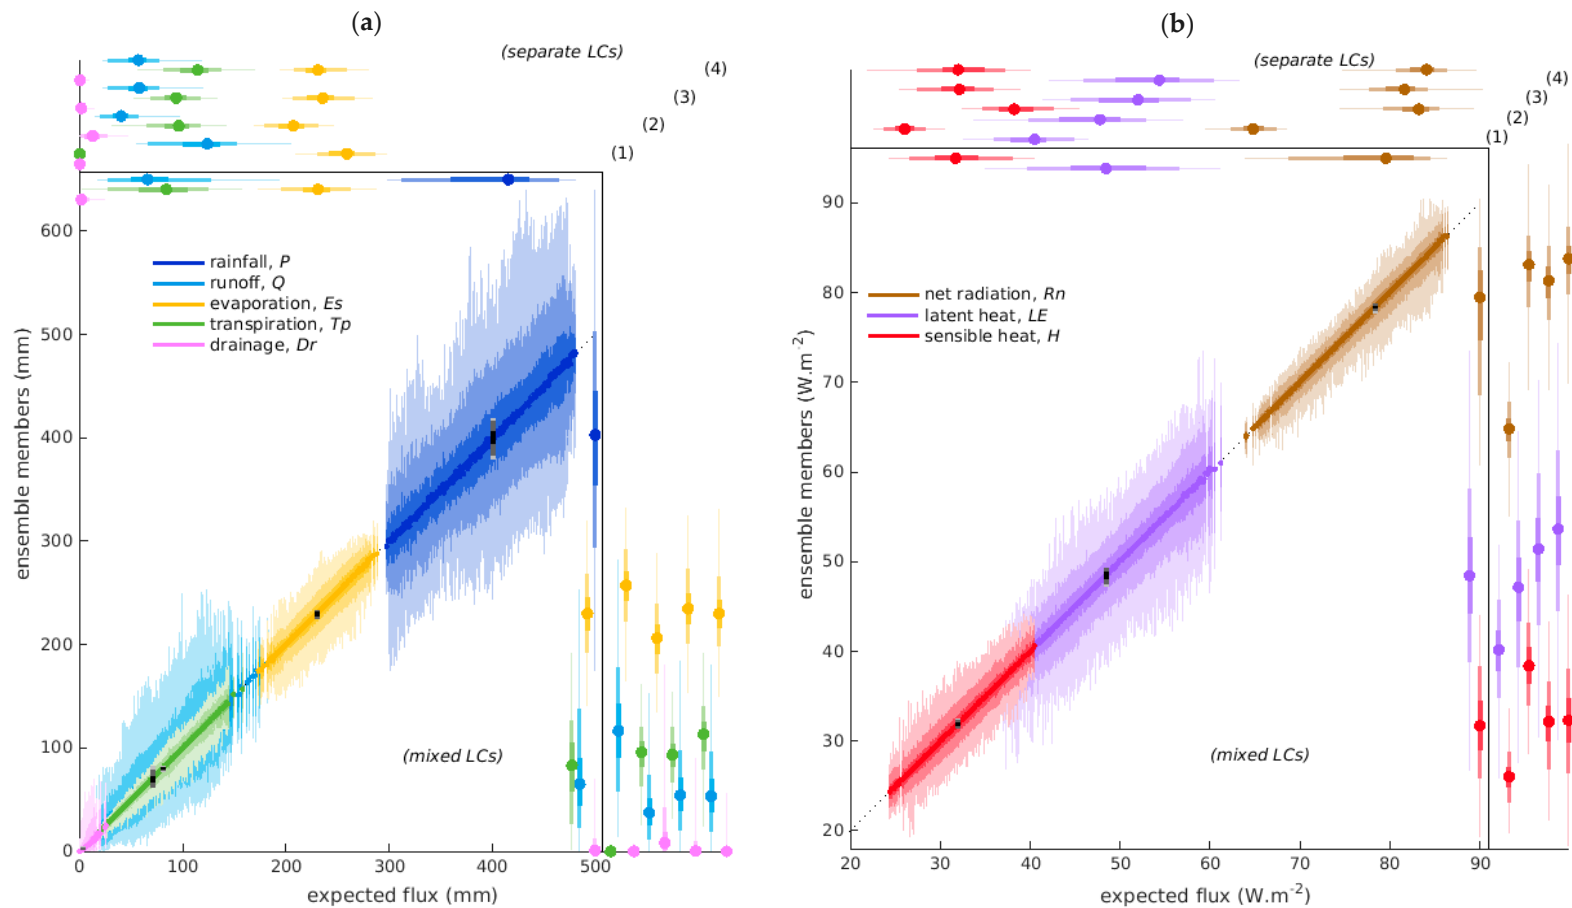 (a)
(separate LCs)
(4)
(3)
(2)
(1)
600
500
400
300
200
100
0
ensemble members (mm)
rainfall, P
runoff, Q
evaporation, Es
transpiration, Tp
drainage, Dr
(mixed LCs)
0 100 200 300 400 500
expected flux (mm)
(b)
(separate LCs)
(4)
(3)
(2)
(1)
90
80
70
60
50
40
30
20
ensemble members (W.m-2)
net radiation, Rn
latent heat, LE
sensible heat, H
(mixed LCs)
20 30 40 50 60 70 80 90
expected flux (W.m-2)